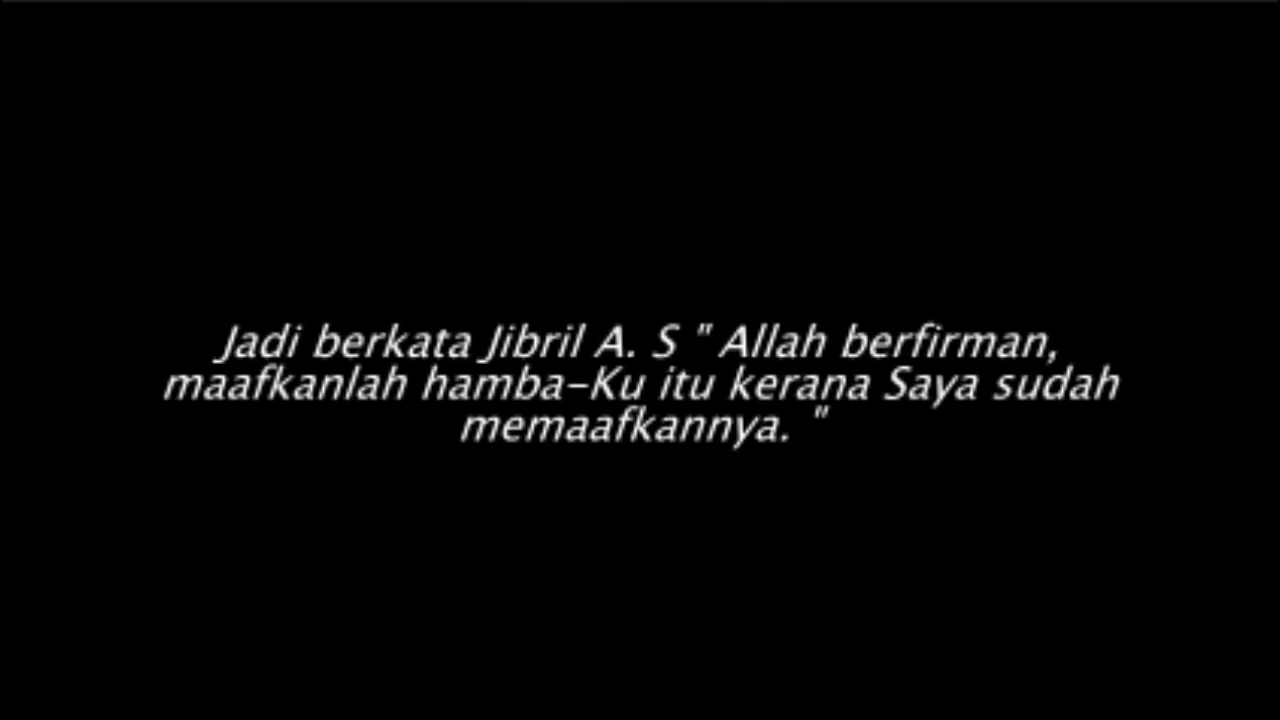 Jadi berkata Jibril A. S " Allah berfirman,
maafkanlah hamba-Ku itu kerana Saya sudah
memaafkannya. "